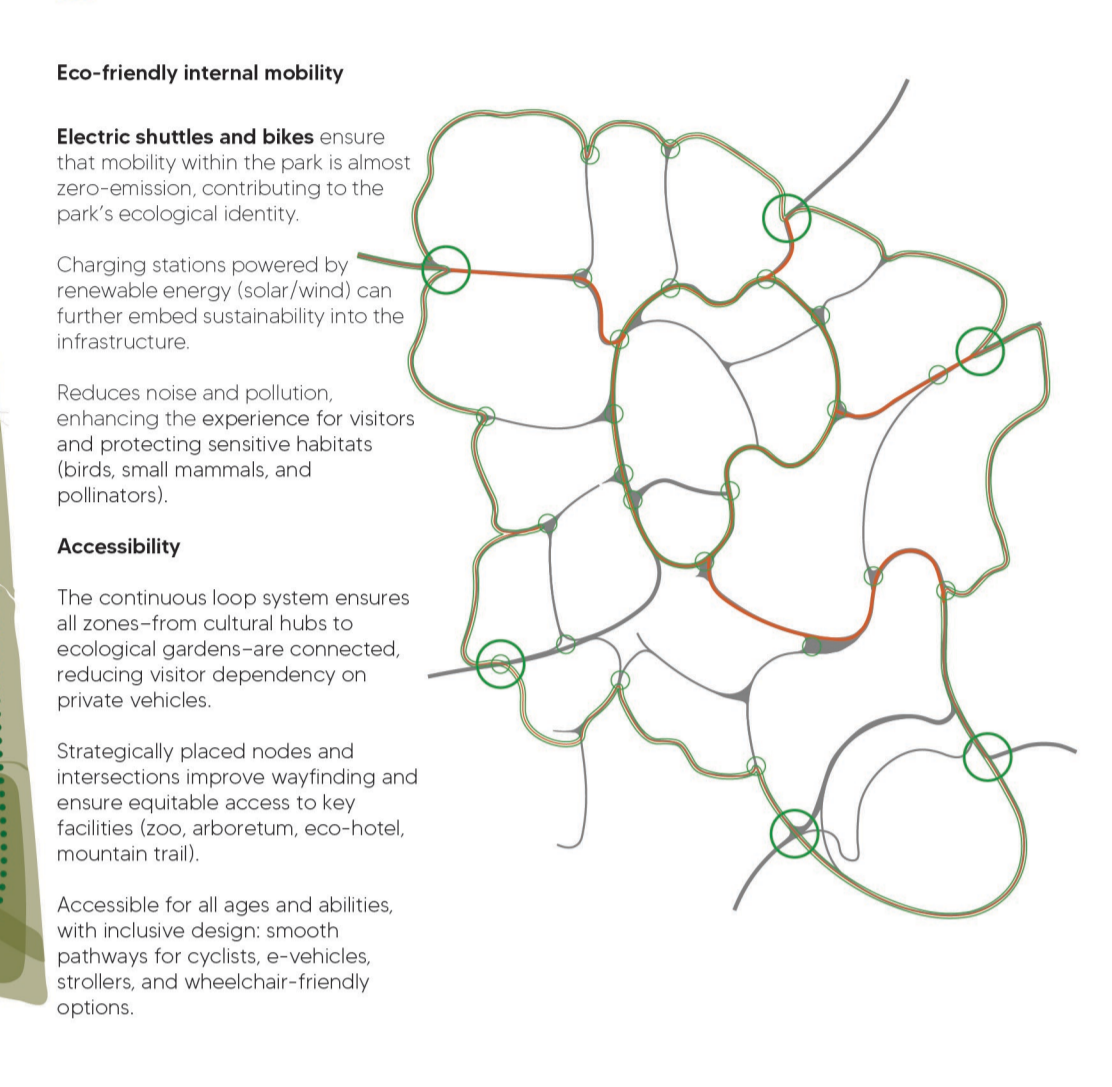 Eco-friendly internal mobility
Electric shuttles and bikes ensure
that mobility within the park is almost
zero-emission, contributing to the
park's ecological identity.
Charging stations powered by
renewable energy (solar/wind) can
further embed sustainability into the
infrastructure.
Reduces noise and pollution,
enhancing the experience for visitors
and protecting sensitive habitats
(birds, small mammals, and
pollinators).
Accessibility
The continuous loop system ensures
all zones–from cultural hubs to
ecological gardens–are connected,
reducing visitor dependency on
private vehicles.
Strategically placed nodes and
intersections improve wayfinding and
ensure equitable access to key
facilities (zoo, arboretum, eco-hotel,
mountain trail).
Accessible for all ages and abilities,
with inclusive design: smooth
pathways for cyclists, e-vehicles,
strollers, and wheelchair-friendly
options.